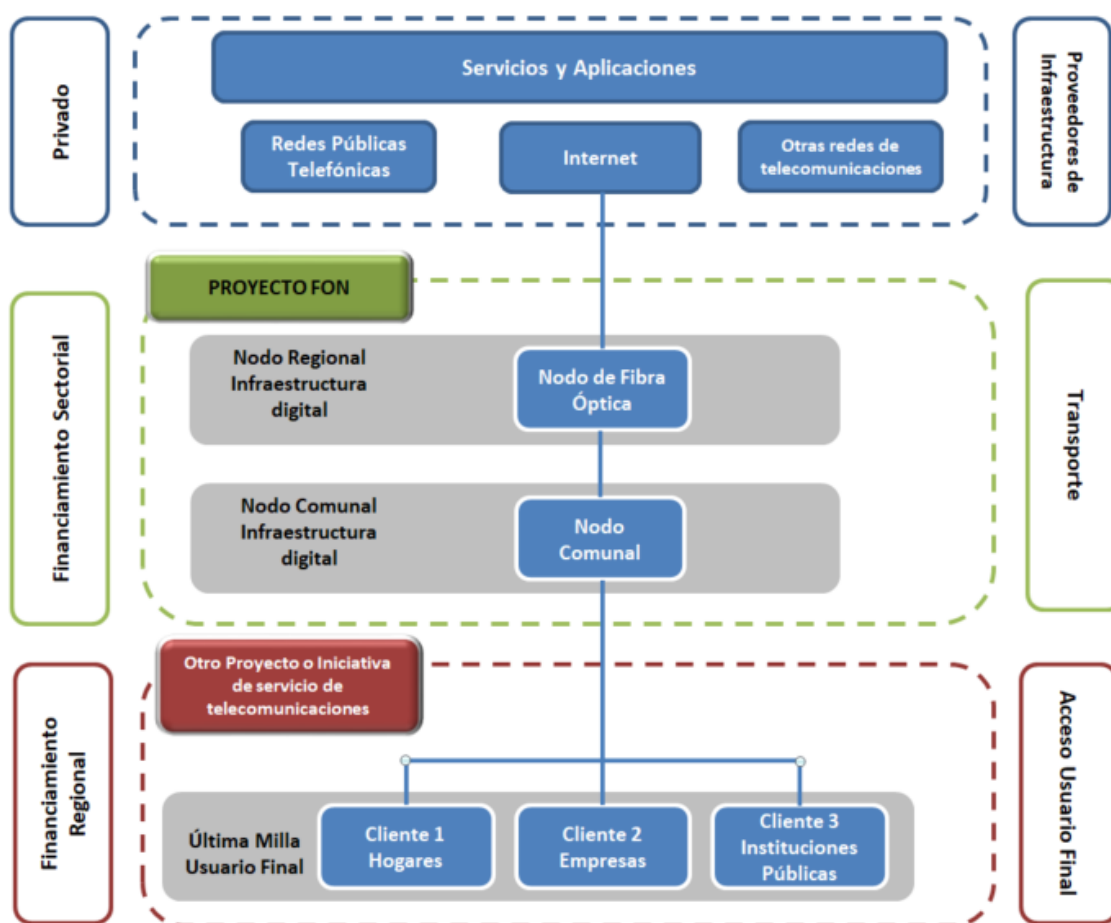 Privado
Servicios y Aplicaciones
Redes Públicas
Telefónicas
Internet
Otras redes de
telecomunicaciones
Proveedores de
Infraestructura
Financiamiento Sectorial
PROYECTO FON
Nodo Regional
Infraestructura
digital
Nodo de Fibra
Óptica
Nodo Comunal
Infraestructura
digital
Nodo
Comunal
Transporte
Financiamiento
Regional
Otro Proyecto o Iniciativa
de servicio de
telecomunicaciones
Última Milla
Usuario Final
Cliente 1
Hogares
Cliente 2
Empresas
Cliente 3
Instituciones
Públicas
Acceso Usuario Final